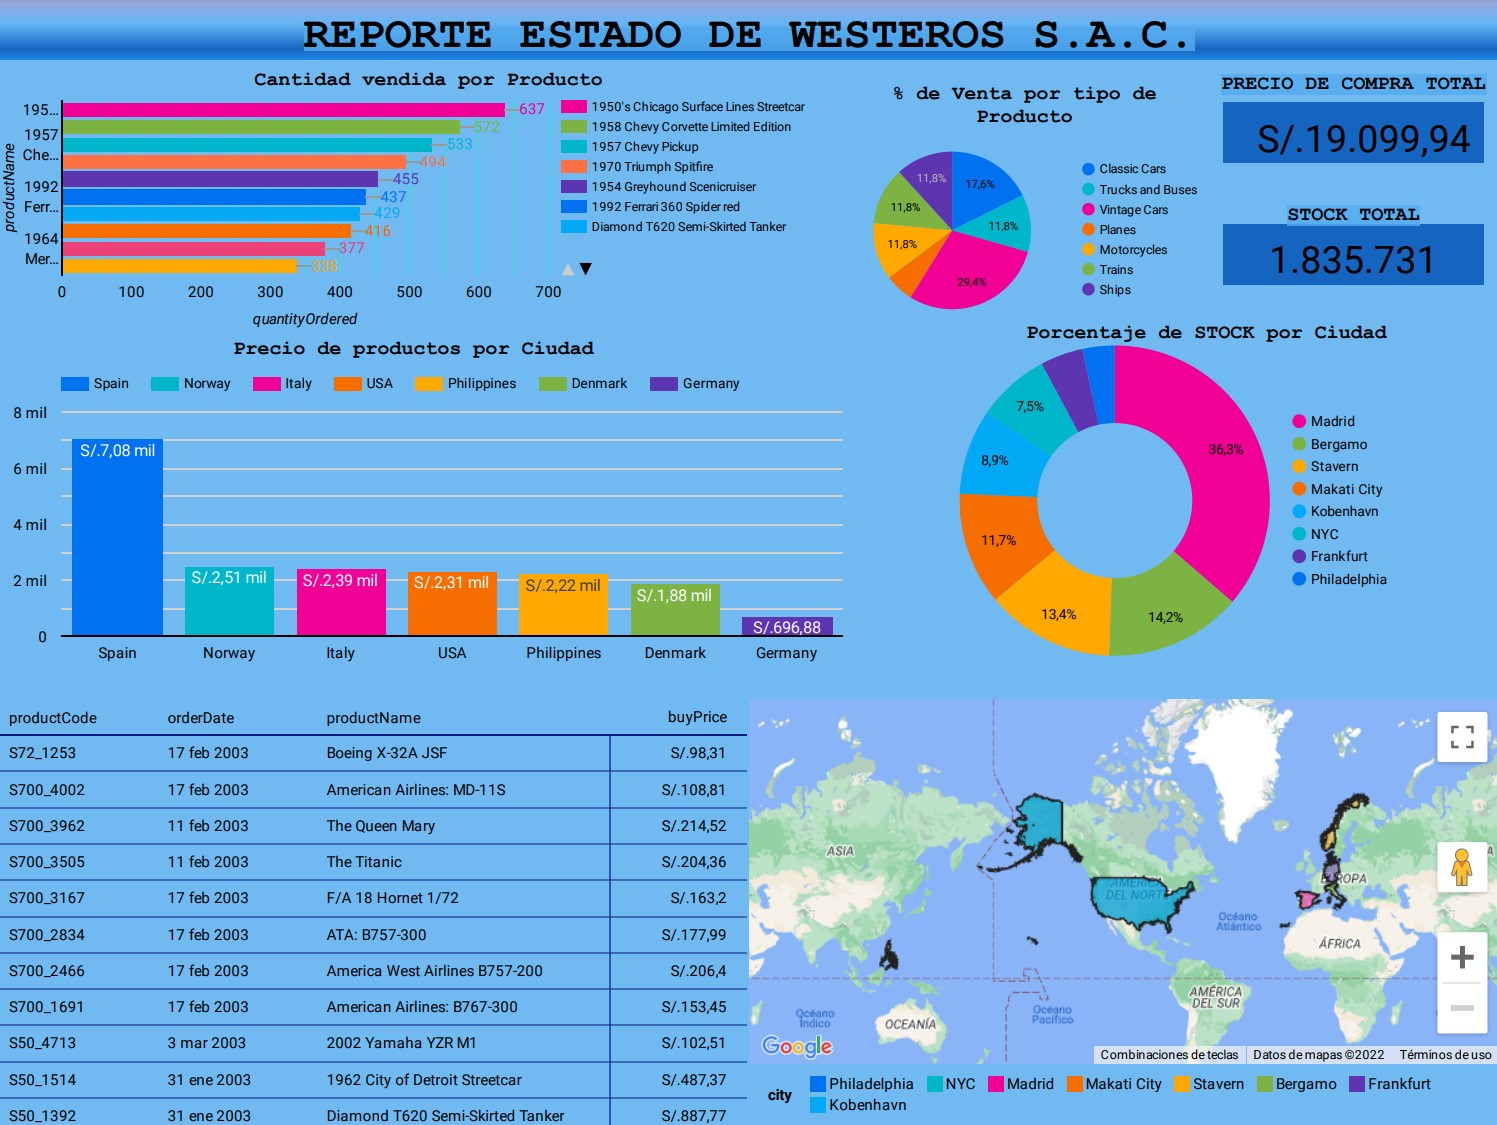 REPORTE ESTADO DE WESTEROS S.A.C.
Cantidad vendida por Producto
productName
195...
1957
Che...
1992
Ferr...
1964
Mer...
637
572
533
494
455
437
429
416
377
338
0 100 200 300 400 500 600 700
quantityOrdered
1950's Chicago Surface Lines Streetcar
1958 Chevy Corvette Limited Edition
1957 Chevy Pickup
1970 Triumph Spitfire
1954 Greyhound Scenicruiser
1992 Ferrari 360 Spider red
Diamond T620 Semi-Skirted Tanker
% de Venta por tipo de
Producto
17,6%
11,8%
29,4%
11,8%
11,8%
11,8%
Classic Cars
Trucks and Buses
Vintage Cars
Planes
Motorcycles
Trains
Ships
PRECIO DE COMPRA TOTAL
S/.19.099,94
STOCK TOTAL
1.835.731
Precio de productos por Ciudad
Spain Norway Italy USA Philippines Denmark Germany
8 mil
6 mil
4 mil
2 mil
0
S/.7,08 mil
S/.2,51 mil
S/.2,39 mil
S/.2,31 mil
S/.2,22 mil
S/.1,88 mil
S/.696,88
Spain Norway Italy USA Philippines Denmark Germany
Porcentaje de STOCK por Ciudad
36,3%
14,2%
13,4%
11,7%
8,9%
7,5%
Madrid
Bergamo
Stavern
Makati City
Kobenhavn
NYC
Frankfurt
Philadelphia
productCode orderDate productName buyPrice
S72_1253 17 feb 2003 Boeing X-32A JSF S/.98,31
S700_4002 17 feb 2003 American Airlines: MD-11S S/.108,81
S700_3962 11 feb 2003 The Queen Mary S/.214,52
S700_3505 11 feb 2003 The Titanic S/.204,36
S700_3167 17 feb 2003 F/A 18 Hornet 1/72 S/.163,2
S700_2834 17 feb 2003 ATA: B757-300 S/.177,99
S700_2466 17 feb 2003 America West Airlines B757-200 S/.206,4
S700_1691 17 feb 2003 American Airlines: B767-300 S/.153,45
S50_4713 3 mar 2003 2002 Yamaha YZR M1 S/.102,51
S50_1514 31 ene 2003 1962 City of Detroit Streetcar S/.487,37
S50_1392 31 ene 2003 Diamond T620 Semi-Skirted Tanker S/.887,77
ASIA
AMÉRICA
DEL NORTE
ROPA
Océano
Atlántico
ÁFRICA
AMÉRICA
DEL SUR
Océano
Índico
OCEANÍA
Océano
Pacífico
Google
Combinaciones de teclas Datos de mapas ©2022 Términos de uso
city
Philadelphia NYC Madrid Makati City Stavern Bergamo Frankfurt
Kobenhavn